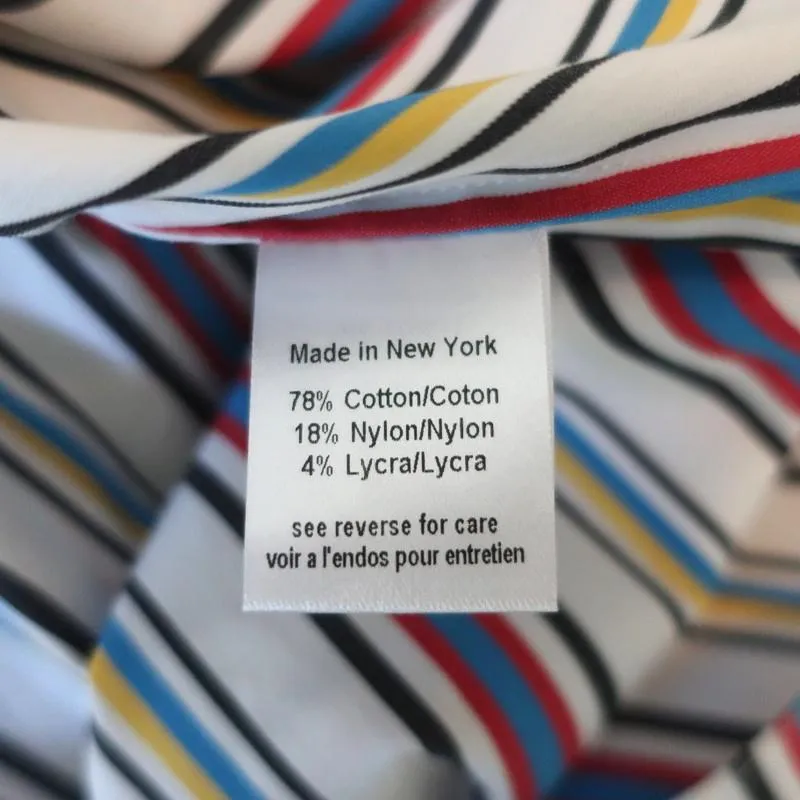 Made in New York
78% Cotton/Coton
18% Nylon/Nylon
4% Lycra/Lycra
see reverse for care
voir a l'endos pour entretien